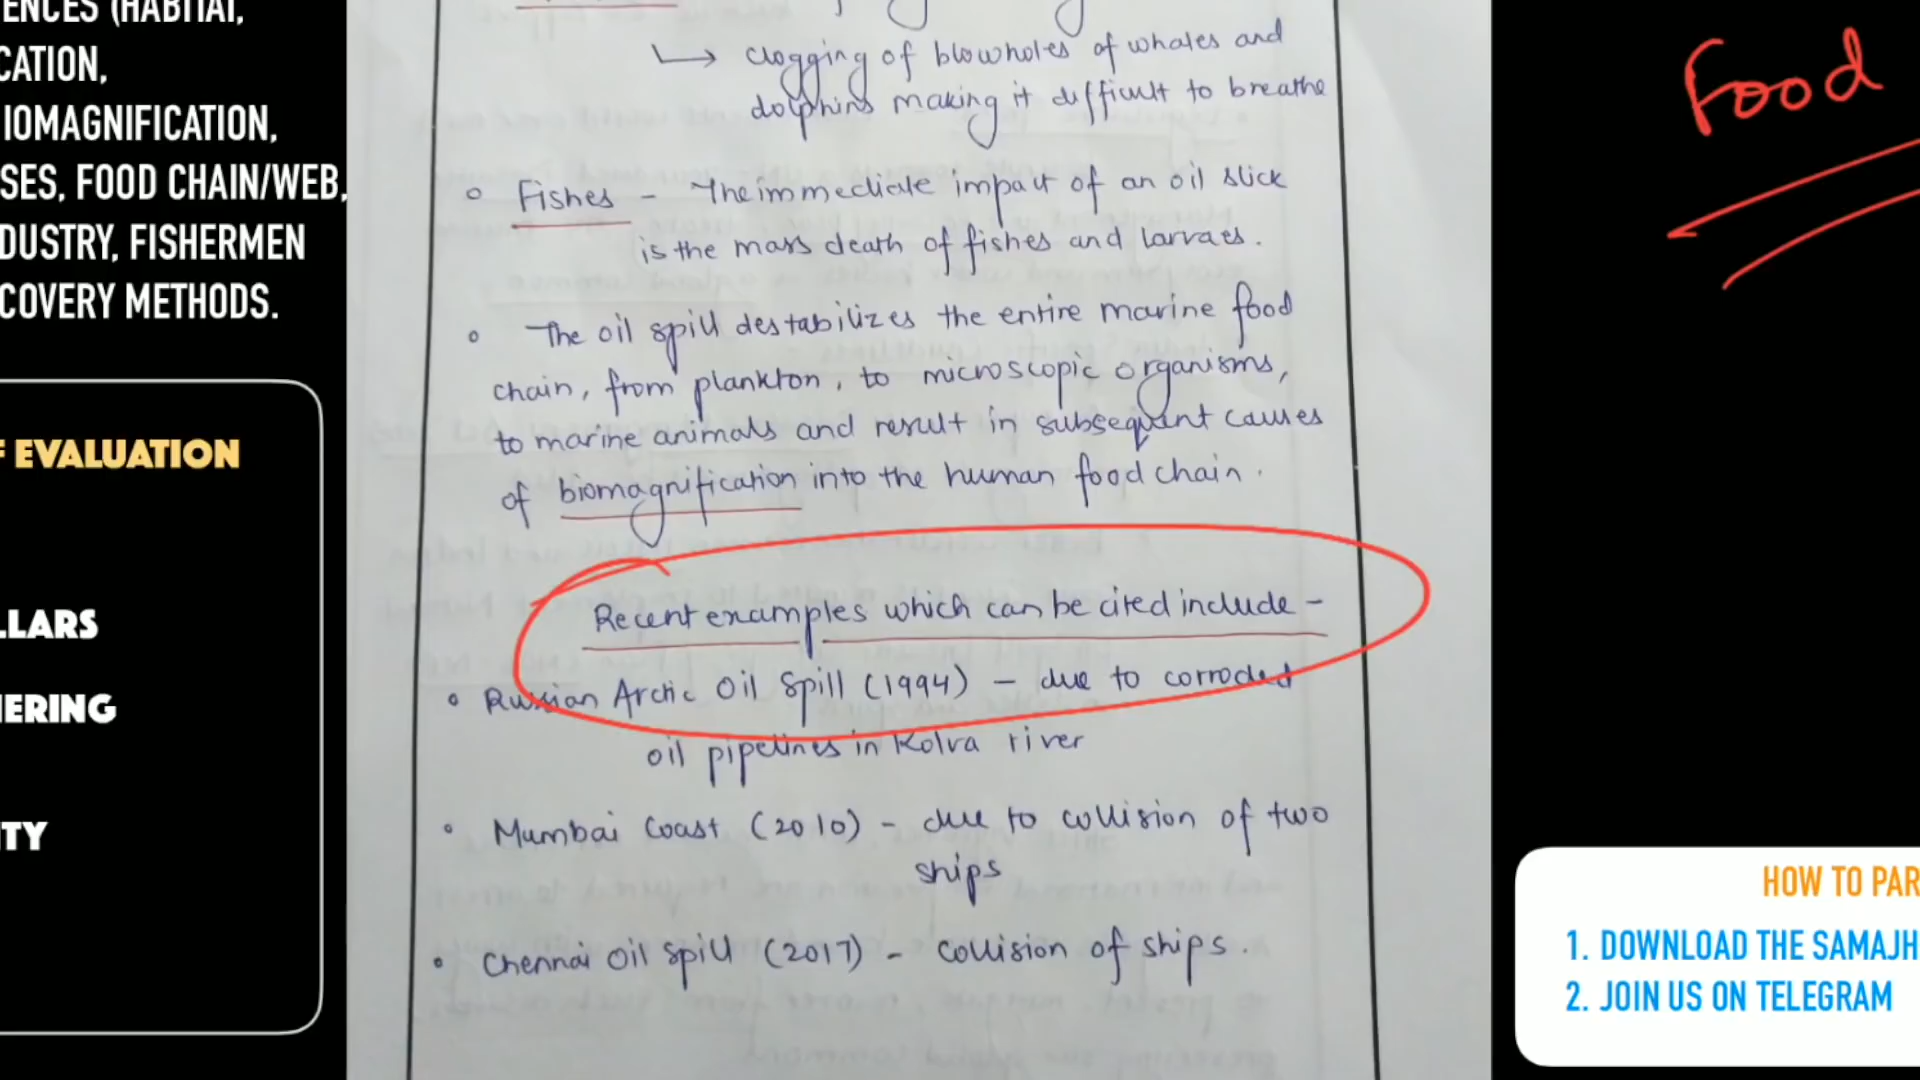 ENCES (HABITAT,
CATION,
IOMAGNIFICATION,
SES, FOOD CHAIN/WEB,
DUSTRY, FISHERMEN
COVERY METHODS.
F EVALUATION
LLARS
HERING
ITY
↳ clogging of blowholes of whales and
dolphins making it difficult to breathe
o Fishes - The immediate impact of an oil slick
is the mass death of fishes and larvaes.
o The oil spill destabilizes the entire marine food
chain, from plankton, to microscopic organisms,
to marine animals and result in subsequent causes
of biomagnification into the human food chain.
Recent examples which can be cited include -
o Russian Arctic Oil Spill (1994) - due to corroded
oil pipelines in Kolva river
o Mumbai Coast (2010) - due to collision of two
ships
o Chennai Oil Spill (2017) - collision of ships.
Food
HOW TO PAR
1. DOWNLOAD THE SAMAJH
2. JOIN US ON TELEGRAM